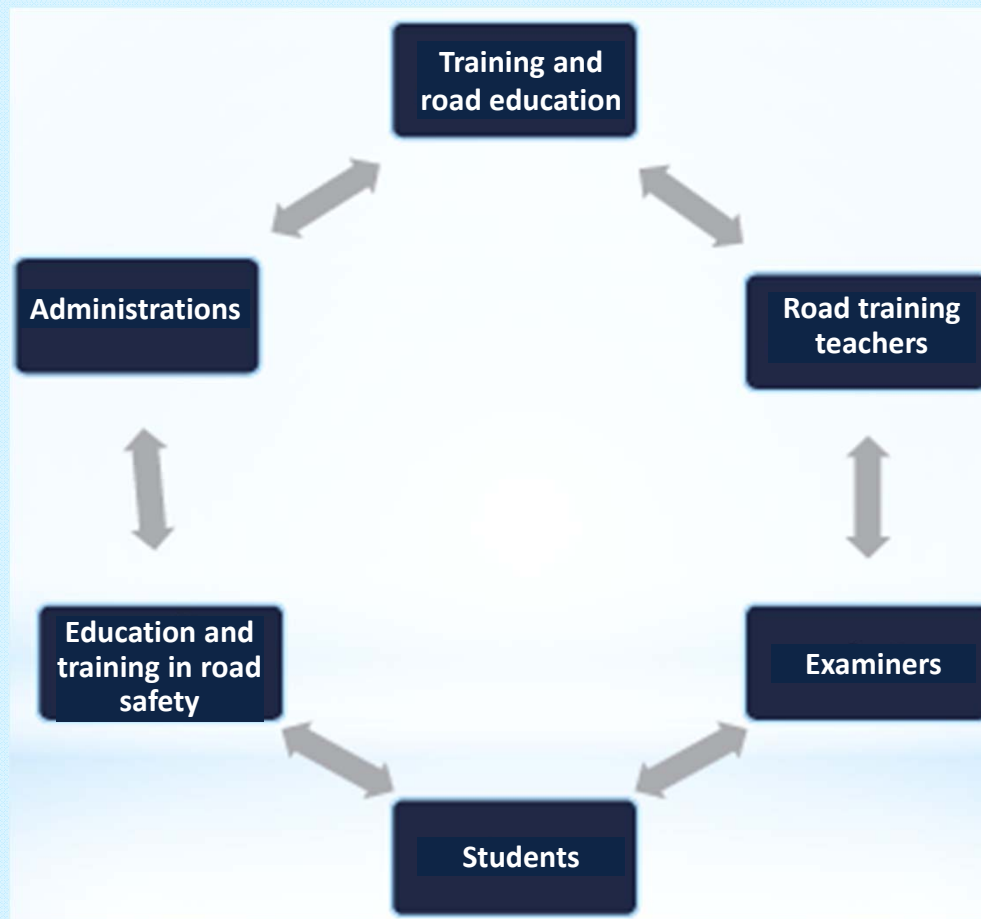 Training and
road education
Administrations
Road training
teachers
Education and
training in road
safety
Examiners
Students